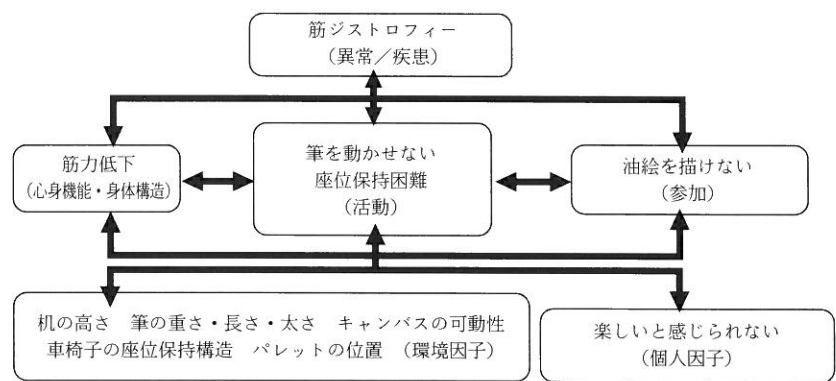 筋ジストロフィー
(異常/疾患)
筋力低下
(心身機能・身体構造)
筆を動かせない
座位保持困難
(活動)
油絵を描けない
(参加)
机の高さ 筆の重さ・長さ・太さ キャンバスの可動性
車椅子の座位保持構造 パレットの位置 (環境因子)
楽しいと感じられない
(個人因子)